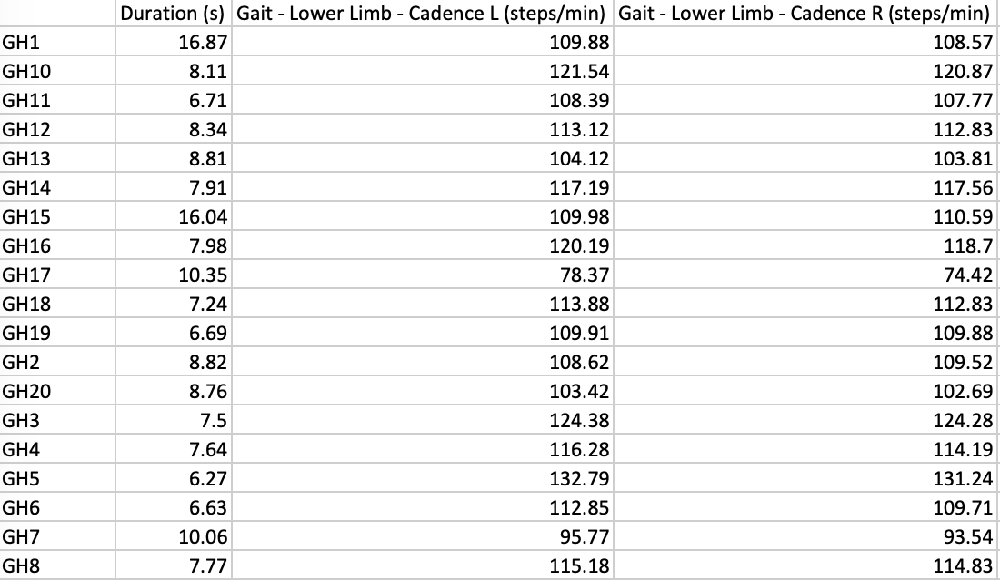 Duration (s) Gait - Lower Limb - Cadence L (steps/min) Gait - Lower Limb - Cadence R (steps/min)
GH1 16.87 109.88 108.57
GH10 8.11 121.54 120.87
GH11 6.71 108.39 107.77
GH12 8.34 113.12 112.83
GH13 8.81 104.12 103.81
GH14 7.91 117.19 117.56
GH15 16.04 109.98 110.59
GH16 7.98 120.19 118.7
GH17 10.35 78.37 74.42
GH18 7.24 113.88 112.83
GH19 6.69 109.91 109.88
GH2 8.82 108.62 109.52
GH20 8.76 103.42 102.69
GH3 7.5 124.38 124.28
GH4 7.64 116.28 114.19
GH5 6.27 132.79 131.24
GH6 6.63 112.85 109.71
GH7 10.06 95.77 93.54
GH8 7.77 115.18 114.83